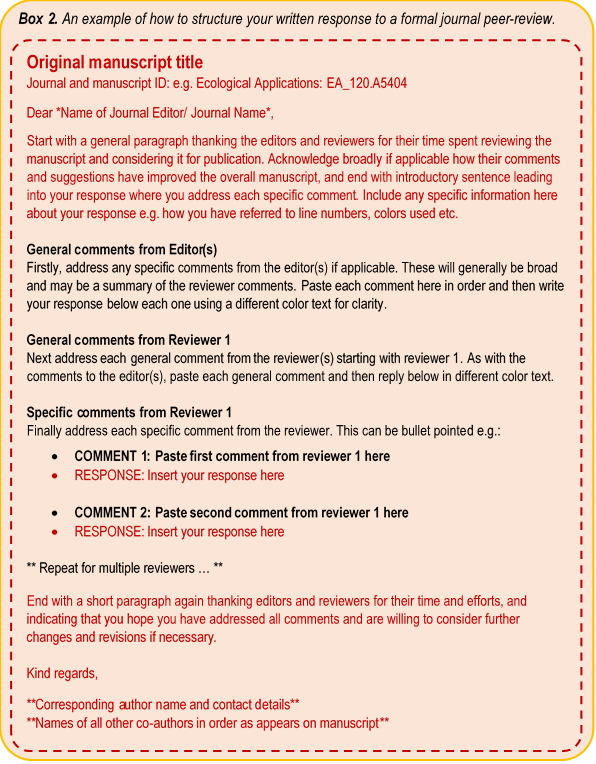 Box 2. An example of how to structure your written response to a formal journal peer-review.
Original manuscript title
Journal and manuscript ID: e.g. Ecological Applications: EA_120.A5404
Dear *Name of Journal Editor/ Journal Name*,
Start with a general paragraph thanking the editors and reviewers for their time spent reviewing the
manuscript and considering it for publication. Acknowledge broadly if applicable how their comments
and suggestions have improved the overall manuscript, and end with introductory sentence leading
into your response where you address each specific comment. Include any specific information here
about your response e.g. how you have referred to line numbers, colors used etc.
General comments from Editor(s)
Firstly, address any specific comments from the editor(s) if applicable. These will generally be broad
and may be a summary of the reviewer comments. Paste each comment here in order and then write
your response below each one using a different color text for clarity.
General comments from Reviewer 1
Next address each general comment from the reviewer(s) starting with reviewer 1. As with the
comments to the editor(s), paste each general comment and then reply below in different color text.
Specific comments from Reviewer 1
Finally address each specific comment from the reviewer. This can be bullet pointed e.g.:
• COMMENT 1: Paste first comment from reviewer 1 here
• RESPONSE: Insert your response here
• COMMENT 2: Paste second comment from reviewer 1 here
• RESPONSE: Insert your response here
** Repeat for multiple reviewers … **
End with a short paragraph again thanking editors and reviewers for their time and efforts, and
indicating that you hope you have addressed all comments and are willing to consider further
changes and revisions if necessary.
Kind regards,
**Corresponding author name and contact details**
**Names of all other co-authors in order as appears on manuscript**